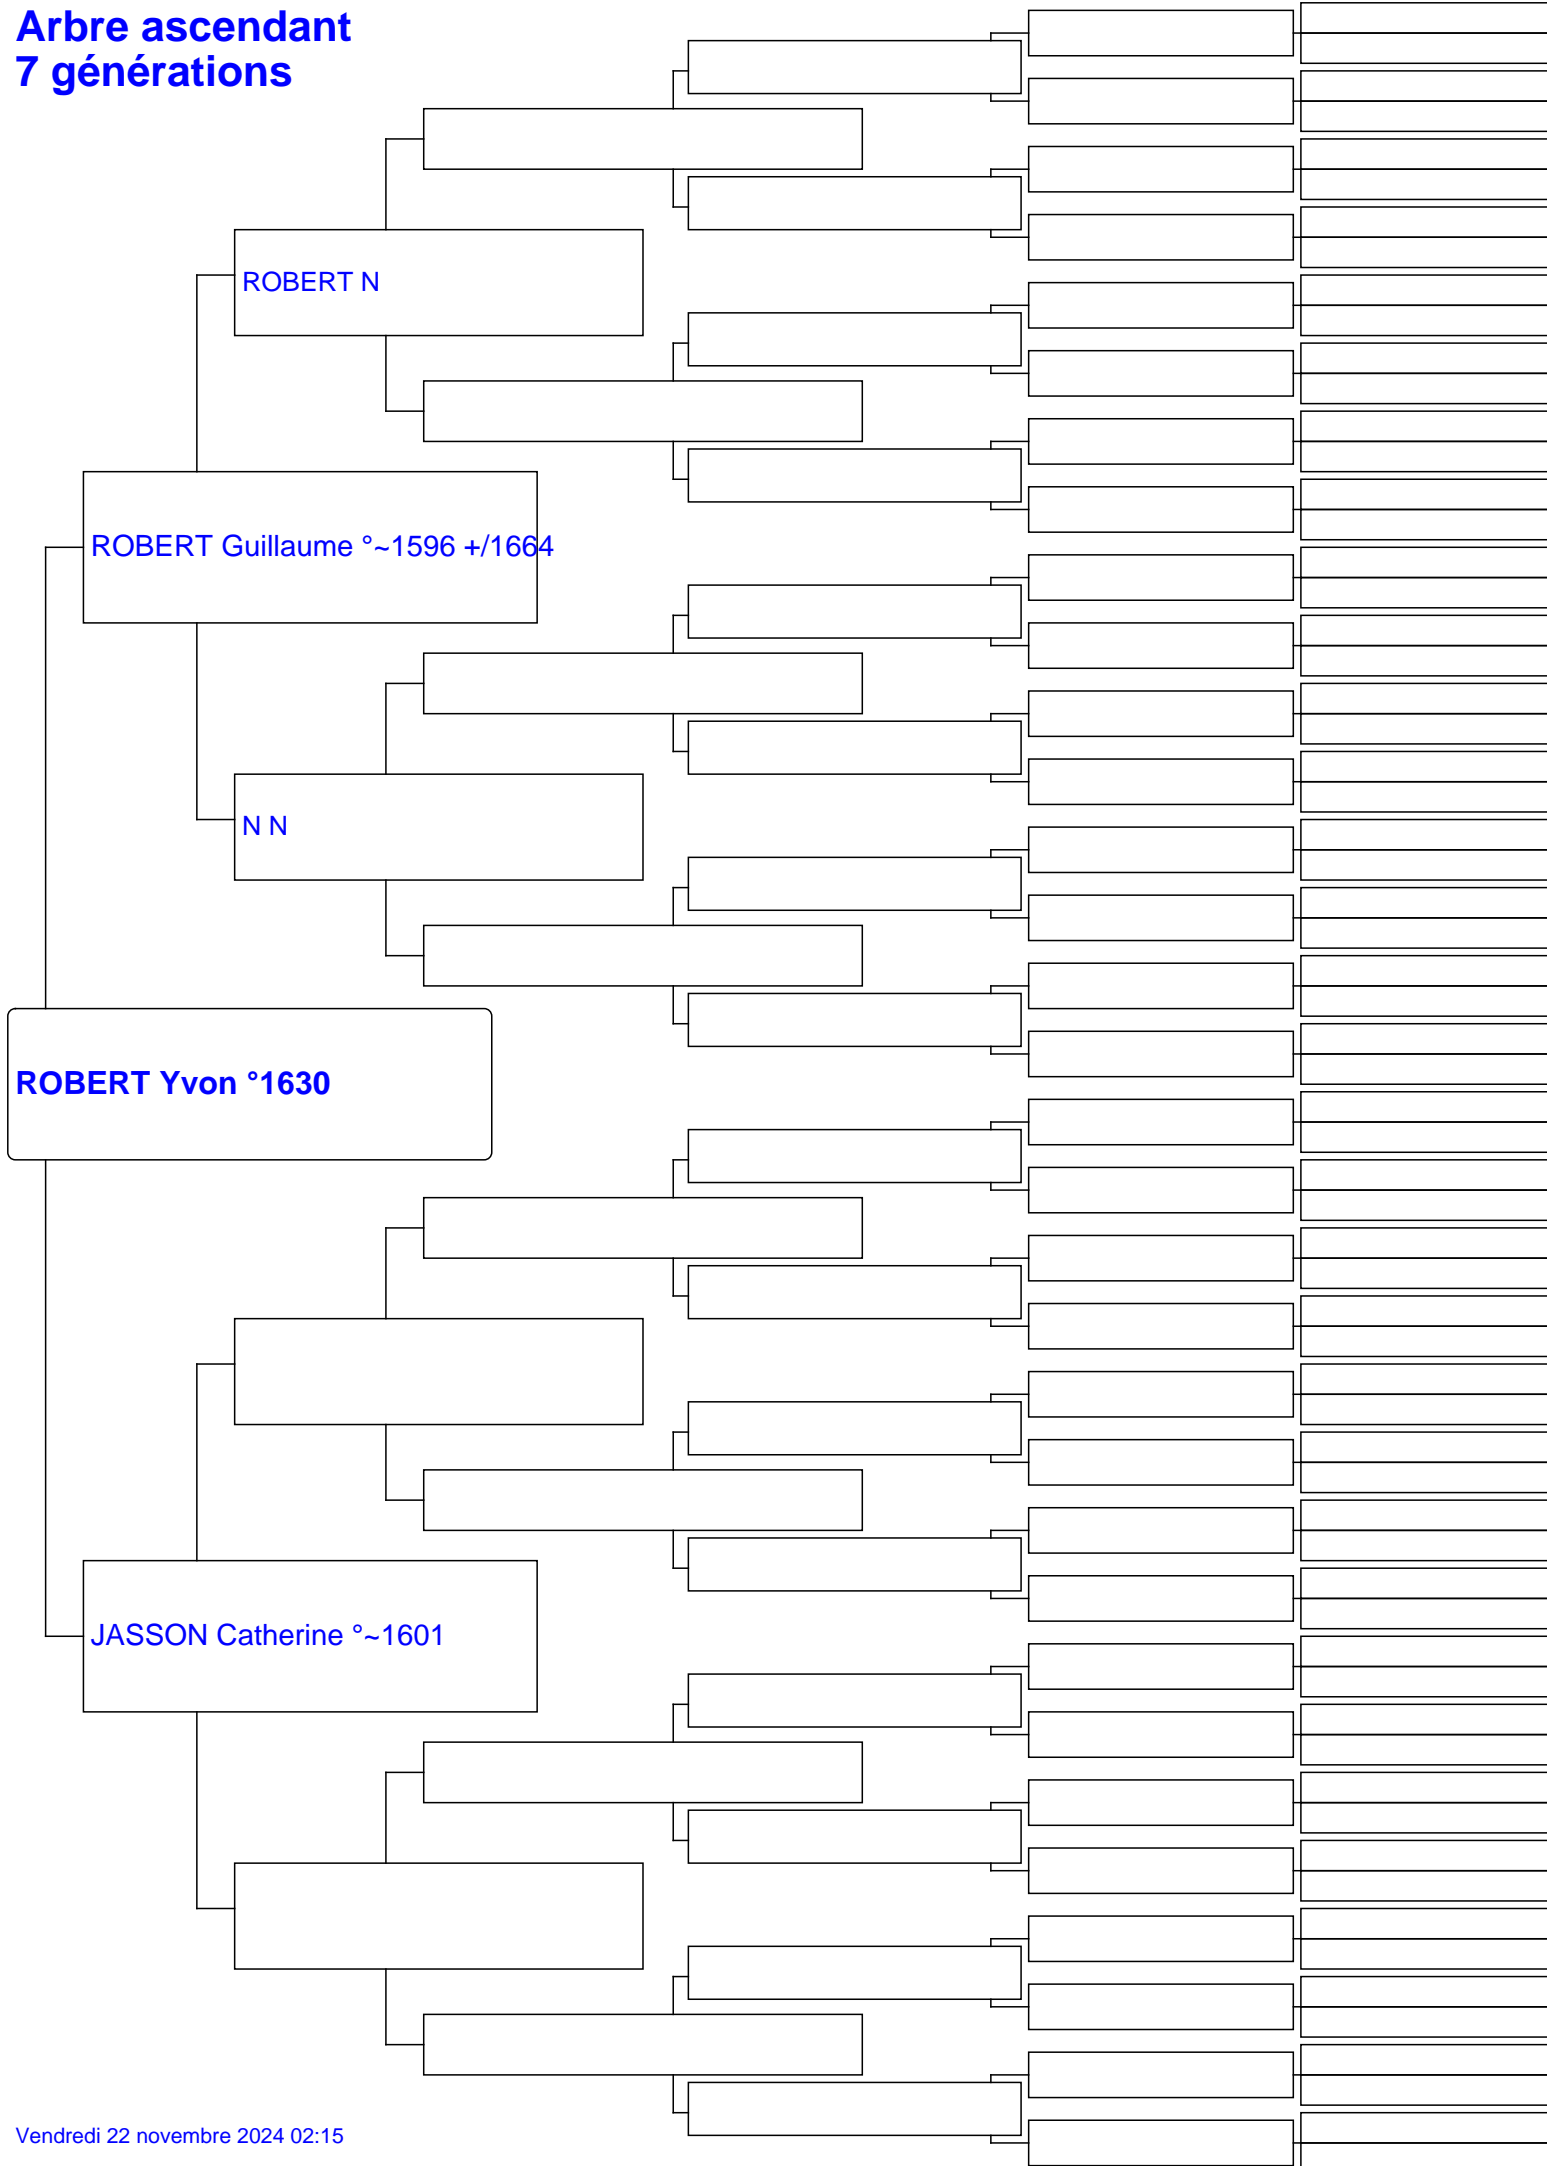 Arbre ascendant
7 générations
ROBERT N
ROBERT Guillaume °~1596 +/1664
N N
ROBERT Yvon °1630
JASSON Catherine °~1601
Vendredi 22 novembre 2024 02:15